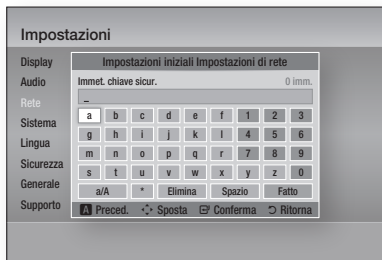 Impostazioni
Display
Audio
Rete
Sistema
Lingua
Sicurezza
Generale
Supporto
Impostazioni iniziali Impostazioni di rete
Immet. chiave sicur. 0 imm.
_
a b c d e f 1 2 3
g h i j k l 4 5 6
m n o p q r 7 8 9
s t u v w x y z 0
a/A * Elimina Spazio Fatto
A Preced. Sposta Conferma Ritorna